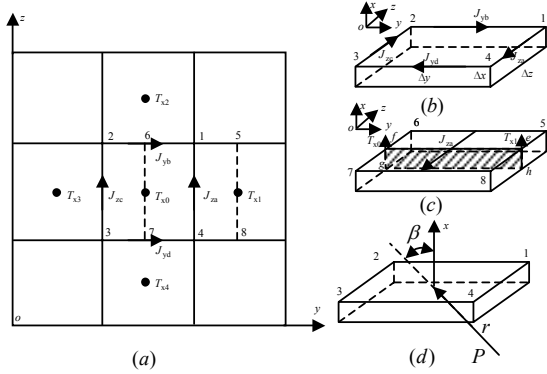 z
T_x2
2 6 1 5
J_yb
T_x3 J_zc T_x0 J_za T_x1
3 7 4 8
J_yd
T_x4
o
y
(a)
x z
y
o
2 J_yb 1
3 J_zc J_yd 4 J_za
Δy Δx Δz
(b)
x z
y
o
6 5
T_x0 f J_za T_x1 e
g h
7 8
(c)
β x
2 1
3 4
r
P
(d)